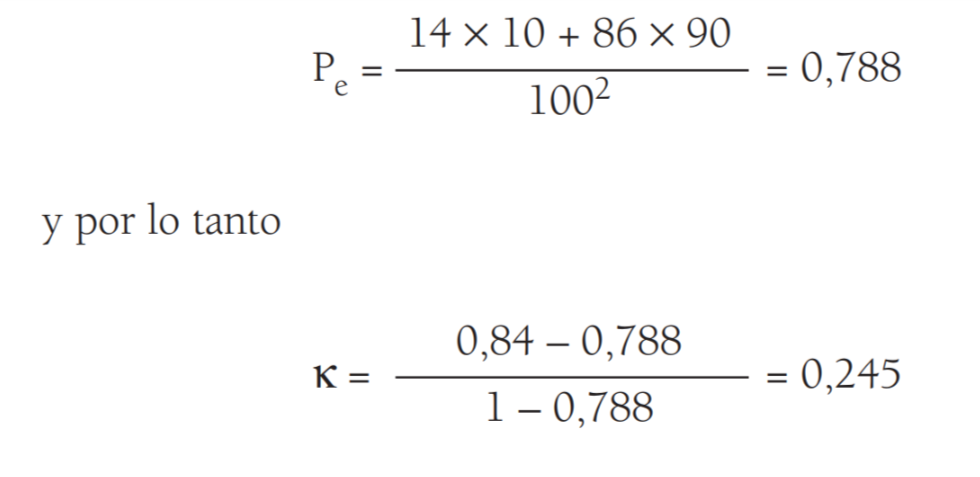 14 × 10 + 86 × 90
Pₑ = ———— = 0,788
100²
y por lo tanto
0,84 – 0,788
κ = ———— = 0,245
1 – 0,788